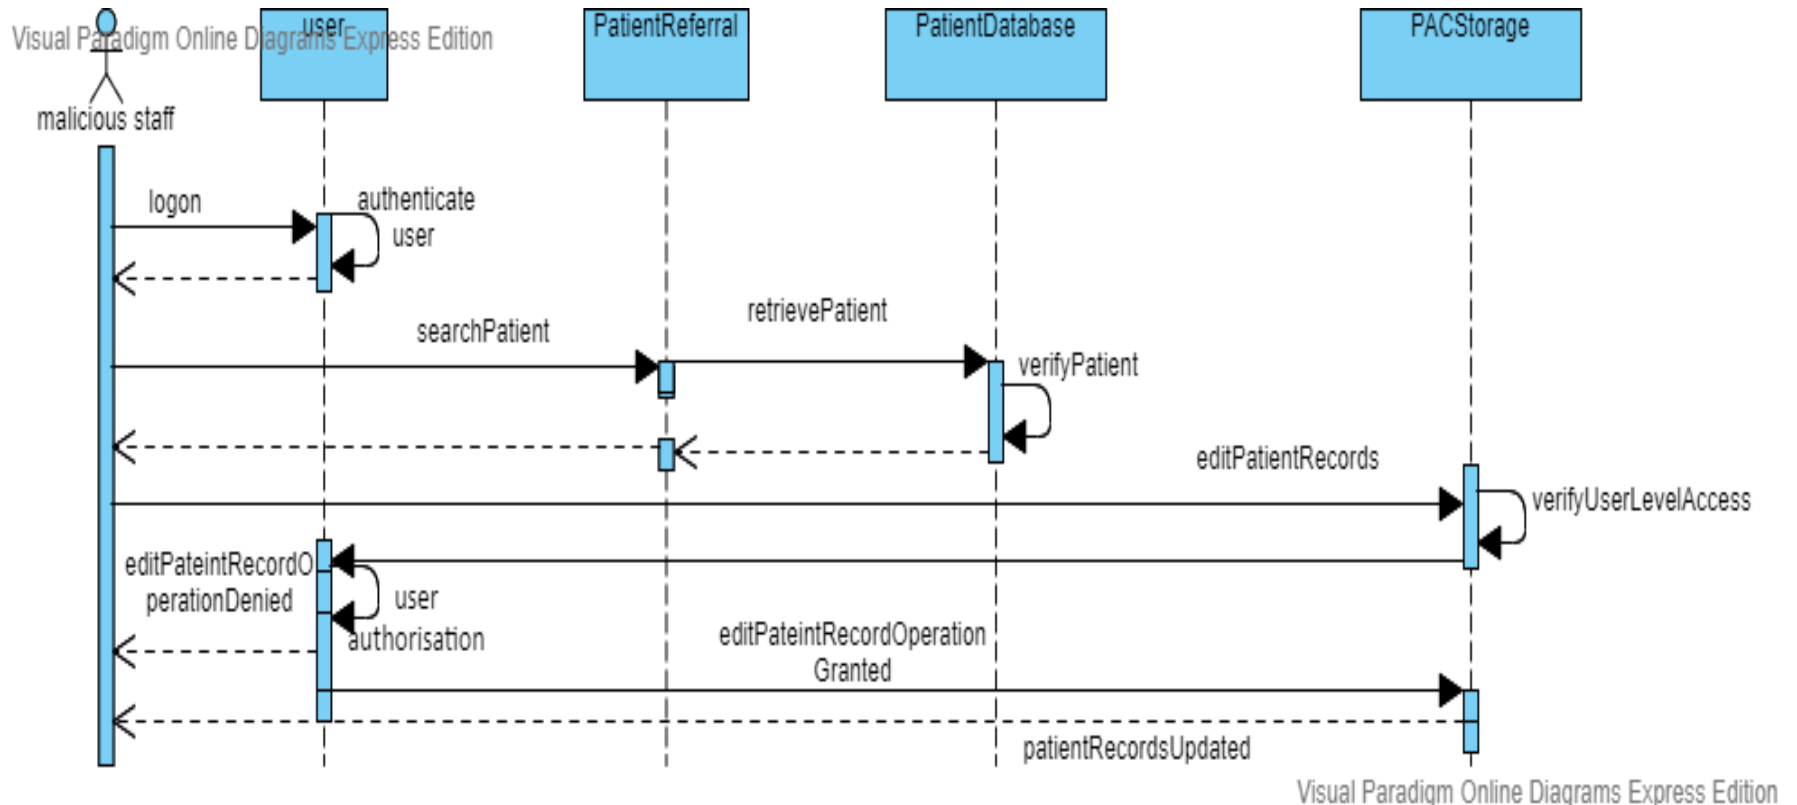 Visual Paradigm Online Diagrams Express Edition
user
PatientReferral
PatientDatabase
PACStorage
malicious staff
logon
authenticate
user
searchPatient
retrievePatient
verifyPatient
editPatientRecords
verifyUserLevelAccess
editPateintRecordO
perationDenied
user
authorisation
editPateintRecordOperation
Granted
patientRecordsUpdated
Visual Paradigm Online Diagrams Express Edition